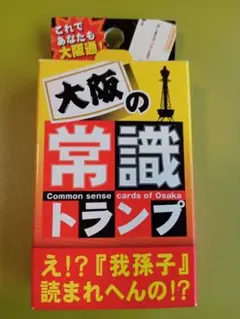 これで
あなたも
大阪通!
大阪の
常識
Common sense cards of Osaka
トランプ
え!?『我孫子』
読まれへんの!?